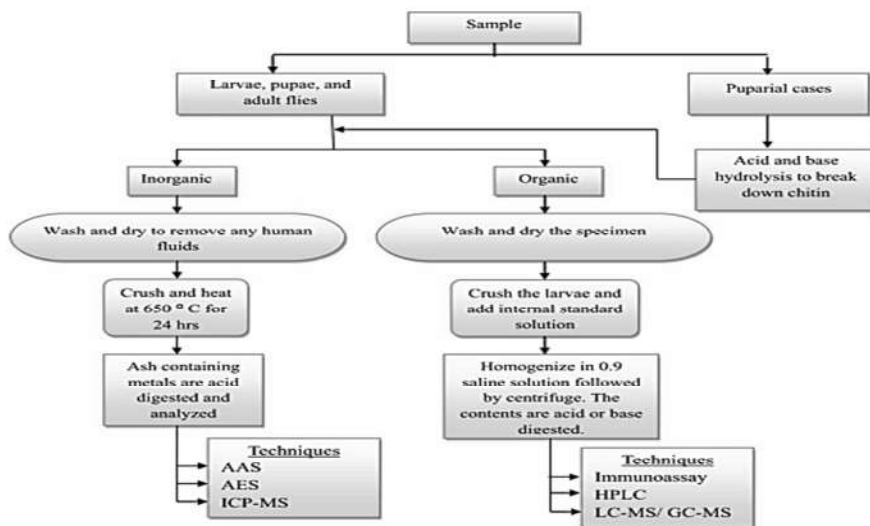 Sample
Larvae, pupae, and
adult flies
Puparial cases
Acid and base
hydrolysis to break
down chitin
Inorganic
Organic
Wash and dry to remove any human
fluids
Wash and dry the specimen
Crush and heat
at 650 ° C for
24 hrs
Crush the larvae and
add internal standard
solution
Ash containing
metals are acid
digested and
analyzed
Homogenize in 0.9
saline solution followed
by centrifuge. The
contents are acid or base
digested.
Techniques
AAS
AES
ICP-MS
Techniques
Immunoassay
HPLC
LC-MS/ GC-MS